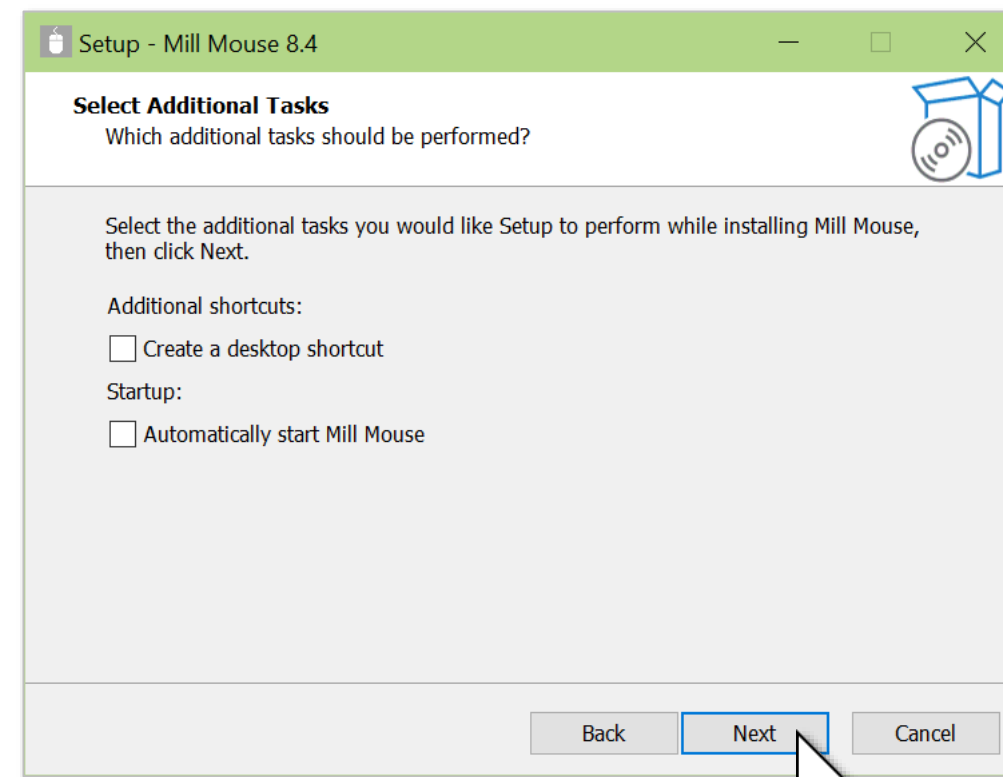 Setup - Mill Mouse 8.4
Select Additional Tasks
Which additional tasks should be performed?
Select the additional tasks you would like Setup to perform while installing Mill Mouse,
then click Next.
Additional shortcuts:
Create a desktop shortcut
Startup:
Automatically start Mill Mouse
Back Next Cancel